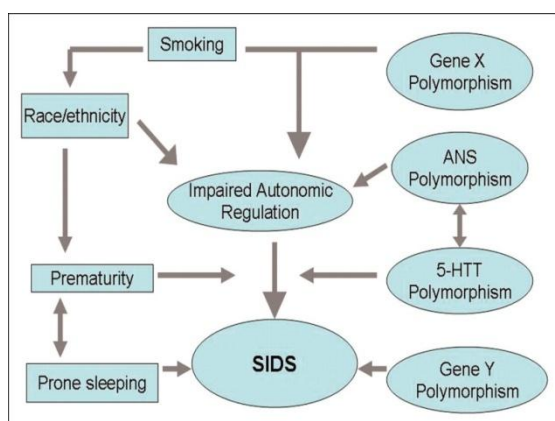 Smoking
Gene X
Polymorphism
Race/ethnicity
ANS
Polymorphism
Impaired Autonomic
Regulation
Prematurity
5-HTT
Polymorphism
SIDS
Prone sleeping
Gene Y
Polymorphism